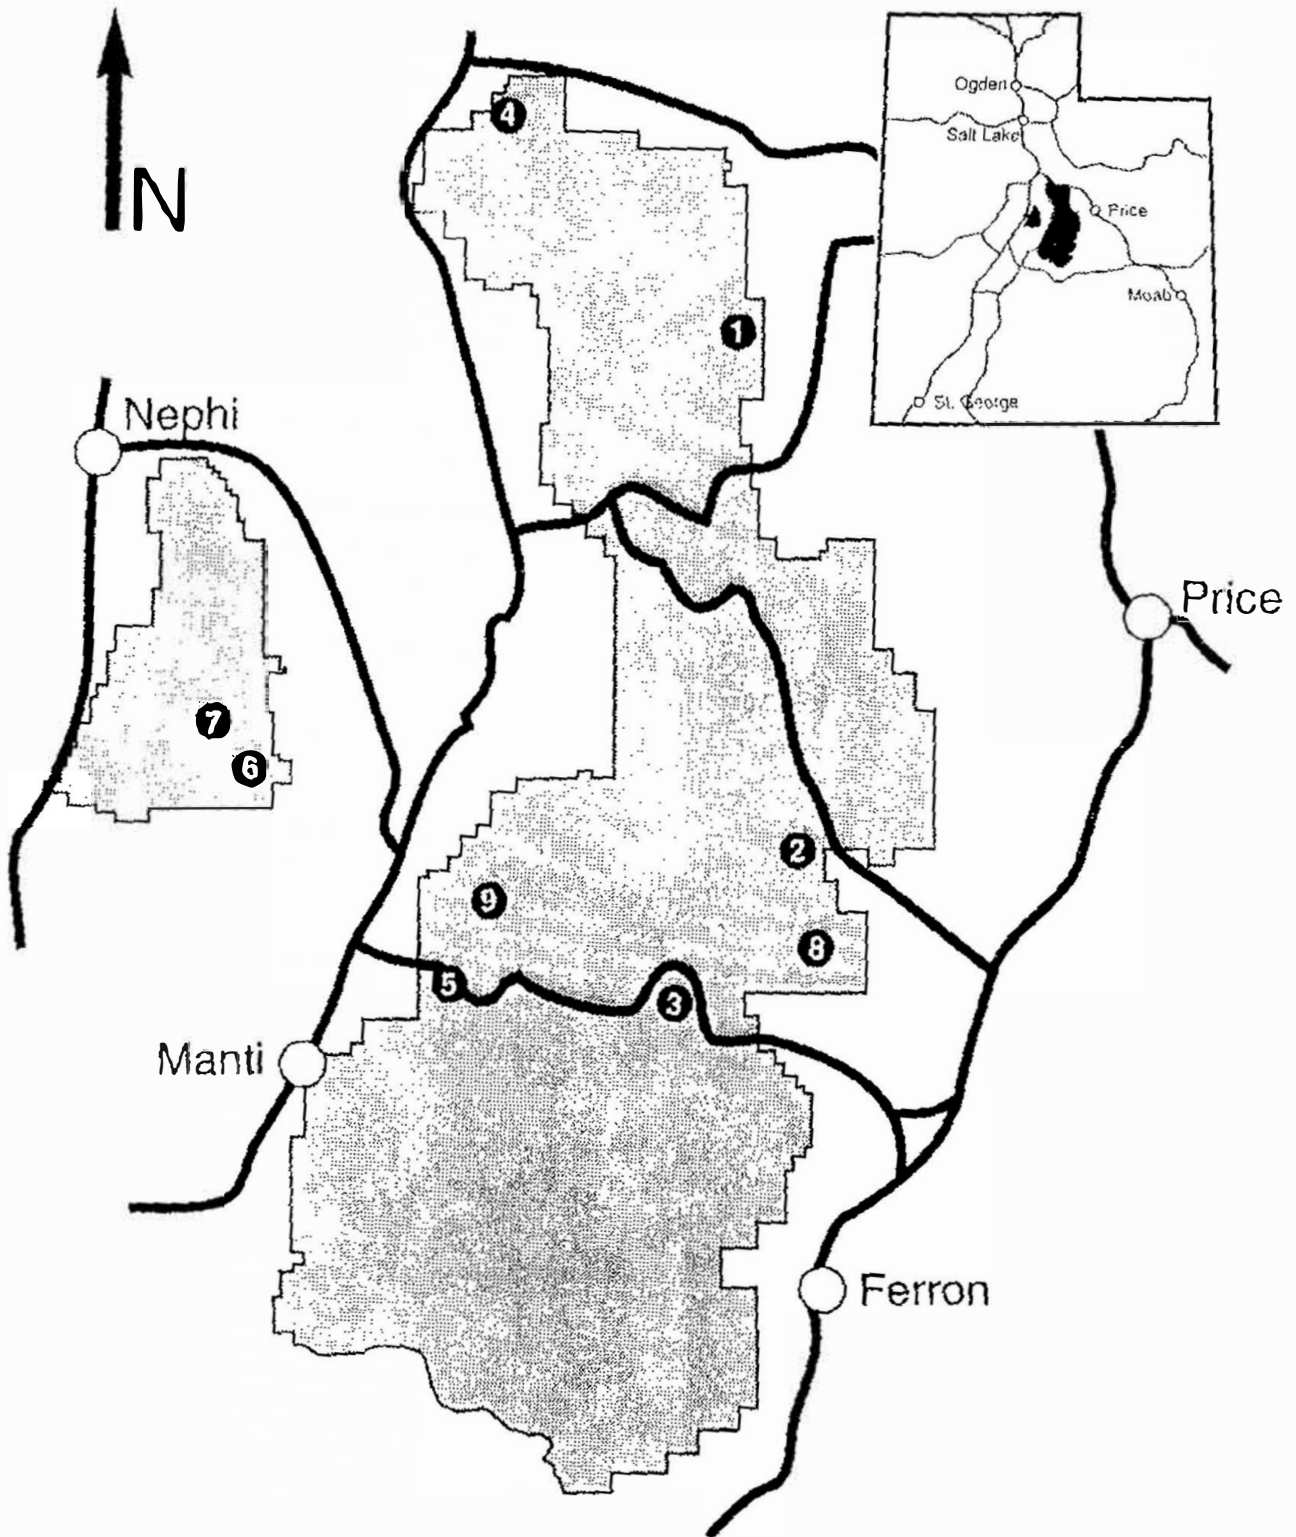 N
4
1
Ogden
Salt Lake
Price
Moab
St. George
Nephi
Price
7
6
2
9
8
5
3
Manti
Ferron